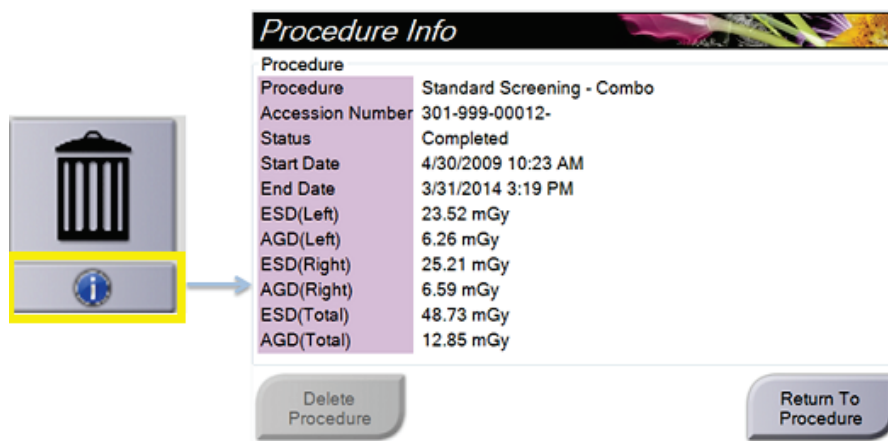 Procedure Info
Procedure
Procedure Standard Screening - Combo
Accession Number 301-999-00012-
Status Completed
Start Date 4/30/2009 10:23 AM
End Date 3/31/2014 3:19 PM
ESD(Left) 23.52 mGy
AGD(Left) 6.26 mGy
ESD(Right) 25.21 mGy
AGD(Right) 6.59 mGy
ESD(Total) 48.73 mGy
AGD(Total) 12.85 mGy
i
Delete
Procedure
Return To
Procedure